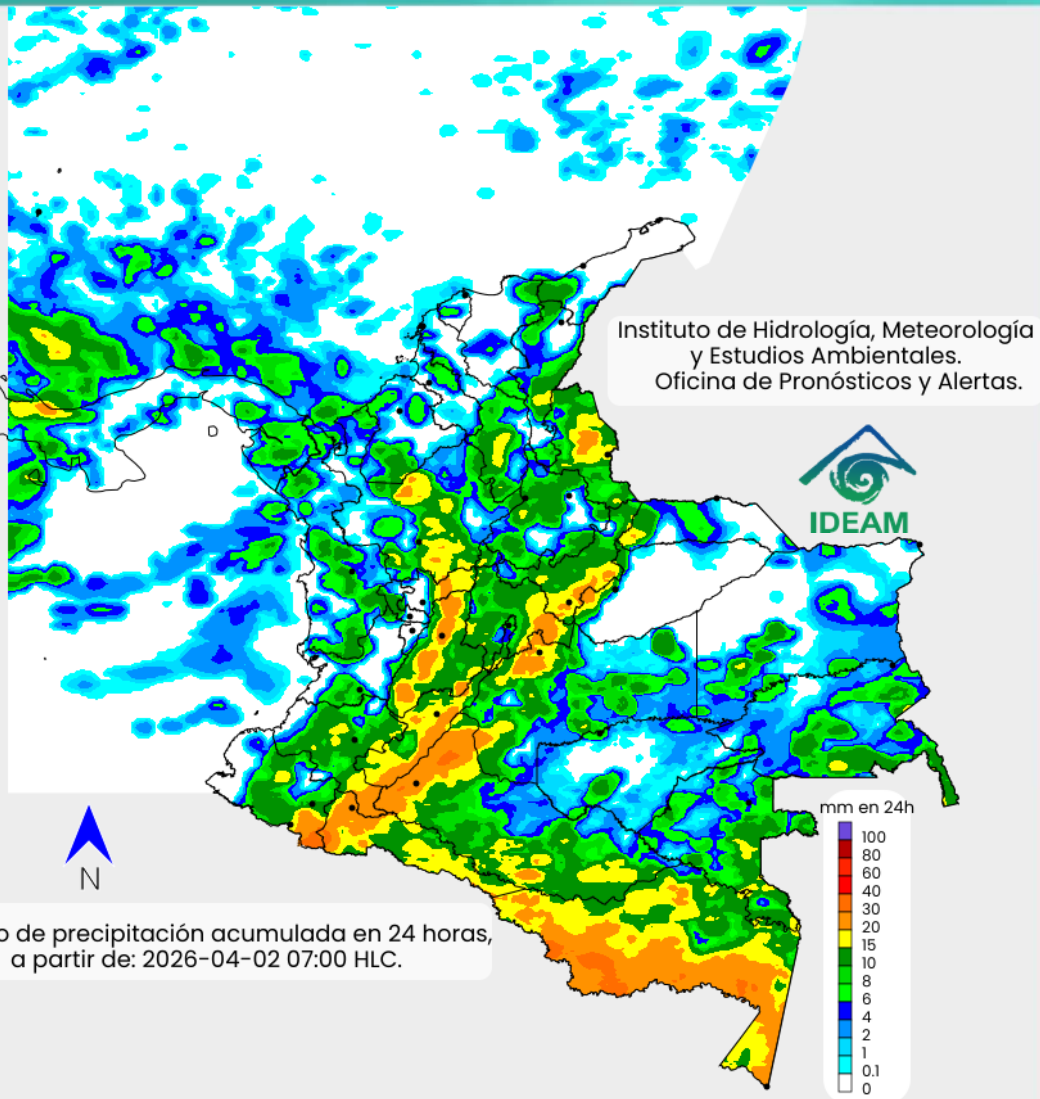 Instituto de Hidrología, Meteorología
y Estudios Ambientales.
Oficina de Pronósticos y Alertas.
IDEAM
mm en 24h
100
80
60
40
30
20
15
10
8
6
4
2
1
0.1
0
N
o de precipitación acumulada en 24 horas,
a partir de: 2026-04-02 07:00 HLC.